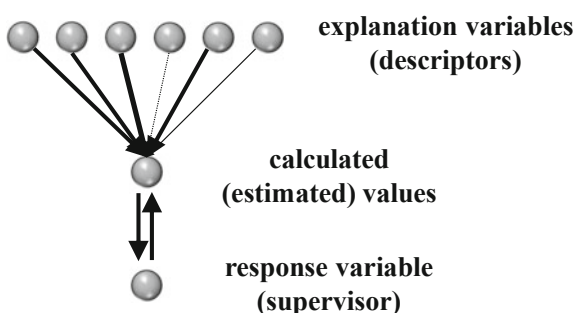 explanation variables
(descriptors)
calculated
(estimated) values
response variable
(supervisor)